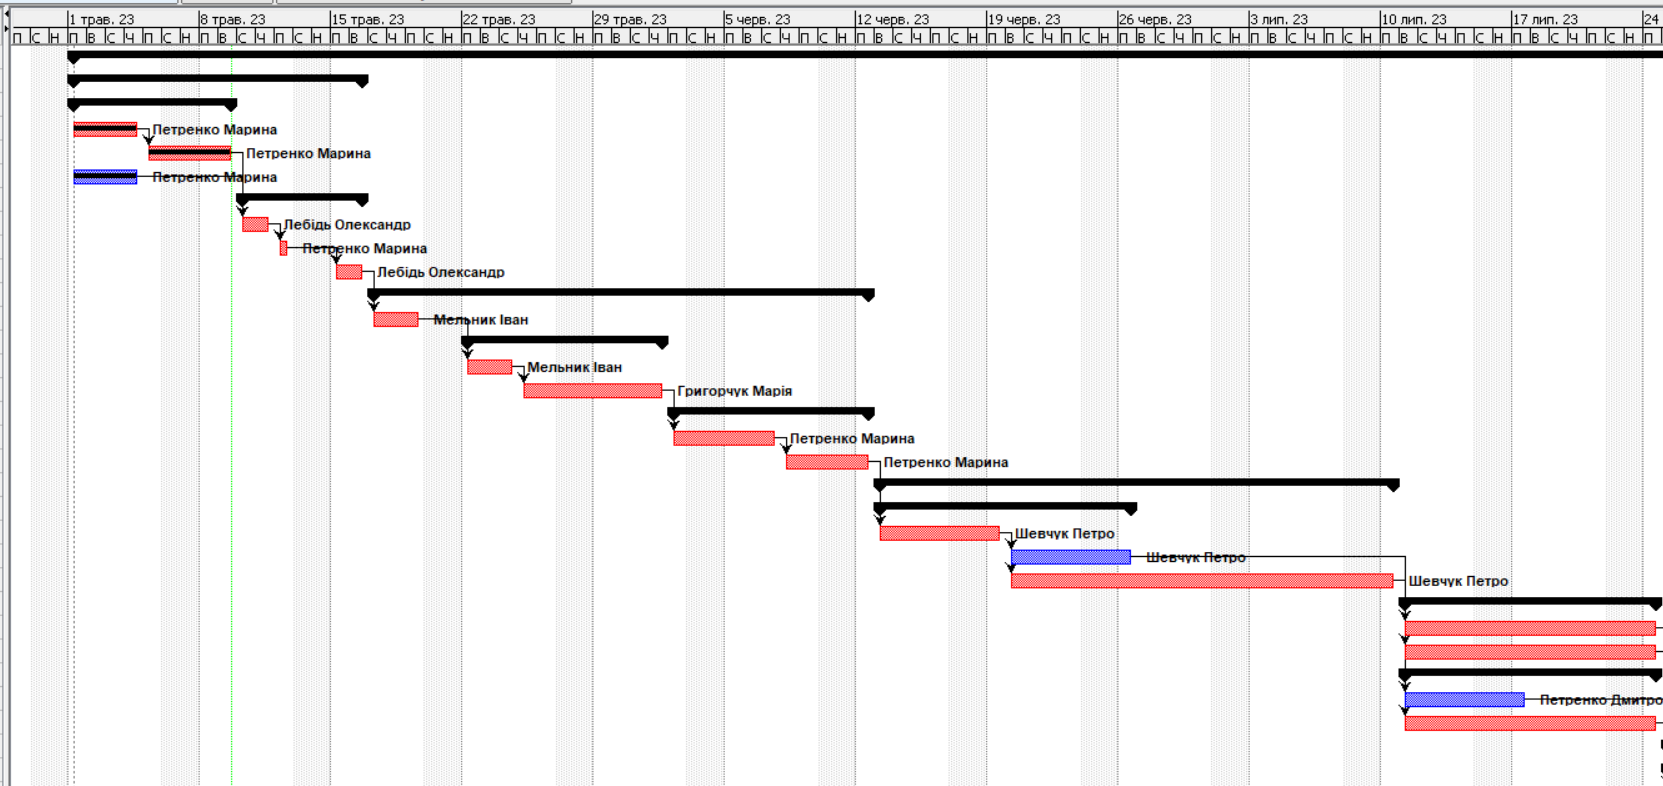 1 трав. 23 8 трав. 23 15 трав. 23 22 трав. 23 29 трав. 23 5 черв. 23 12 черв. 23 19 черв. 23 26 черв. 23 3 лип. 23 10 лип. 23 17 лип. 23 24
П С Н П В С Ч П С Н П В С Ч П С Н П В С Ч П С Н П В С Ч П С Н П В С Ч П С Н П В С Ч П С Н П В С Ч П С Н П В С Ч П С Н П В С Ч П С Н П В С Ч П С Н П В С Ч П С Н П В С Ч П С Н П
Петренко Марина
Петренко Марина
Петренко Марина
Лебідь Олександр
Петренко Марина
Лебідь Олександр
Мельник Іван
Мельник Іван
Григорчук Марія
Петренко Марина
Петренко Марина
Шевчук Петро
Шевчук Петро
Шевчук Петро
Петренко Дмитро